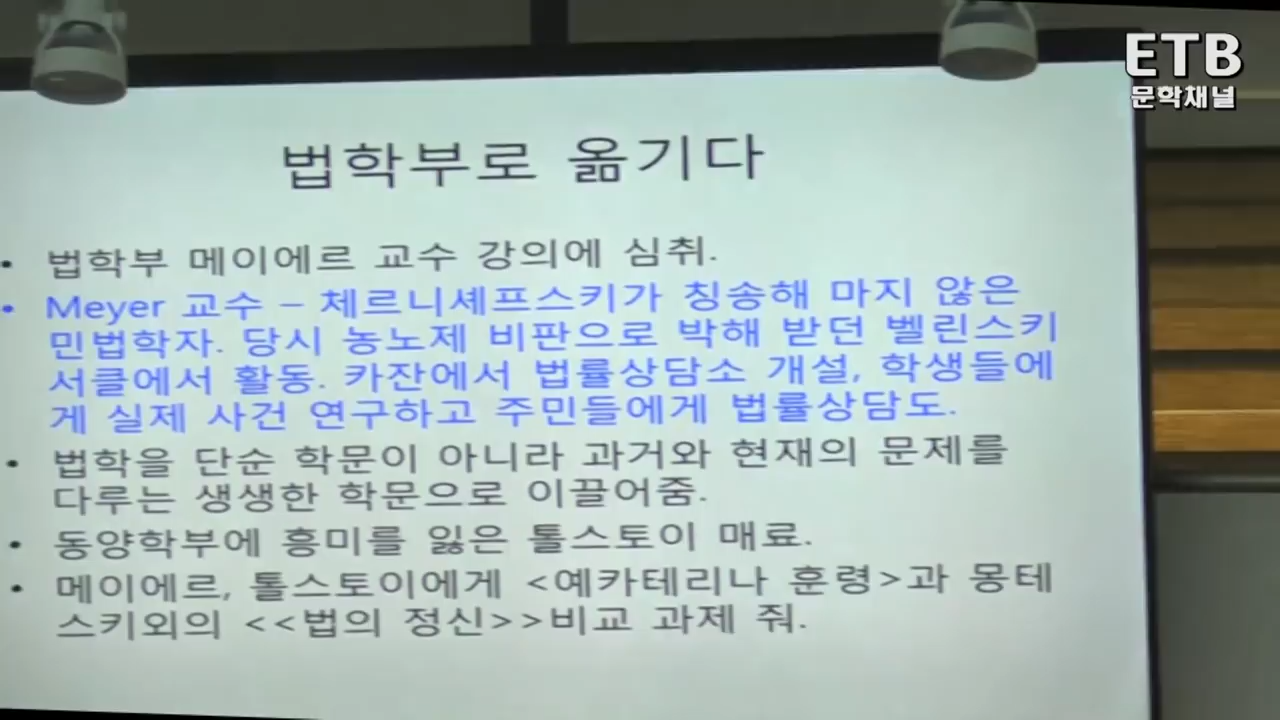 ETB
문학채널
법학부로 옮기다
• 법학부 메이에르 교수 강의에 심취.
• Meyer 교수 – 체르니셰프스키가 칭송해 마지 않은
민법학자. 당시 농노제 비판으로 박해 받던 벨린스키
서클에서 활동. 카잔에서 법률상담소 개설, 학생들에
게 실제 사건 연구하고 주민들에게 법률상담도.
• 법학을 단순 학문이 아니라 과거와 현재의 문제를
다루는 생생한 학문으로 이끌어줌.
• 동양학부에 흥미를 잃은 톨스토이 매료.
• 메이에르, 톨스토이에게 <예카테리나 훈령>과 몽테
스키외의 <<법의 정신>>비교 과제 줘.